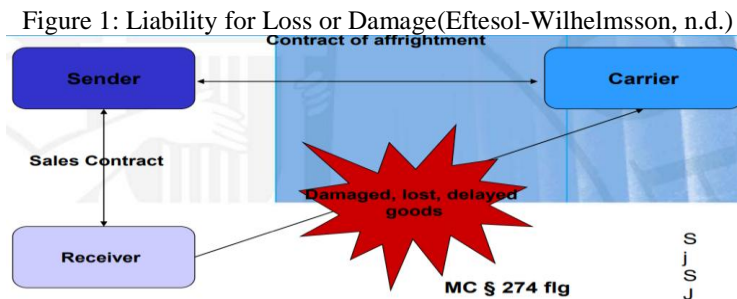 Figure 1: Liability for Loss or Damage(Eftesol-Wilhelmsson, n.d.)
Contract of affrightment
Sender
Carrier
Sales Contract
Damaged, lost, delayed
goods
Receiver
MC § 274 flg
S
j
S
J